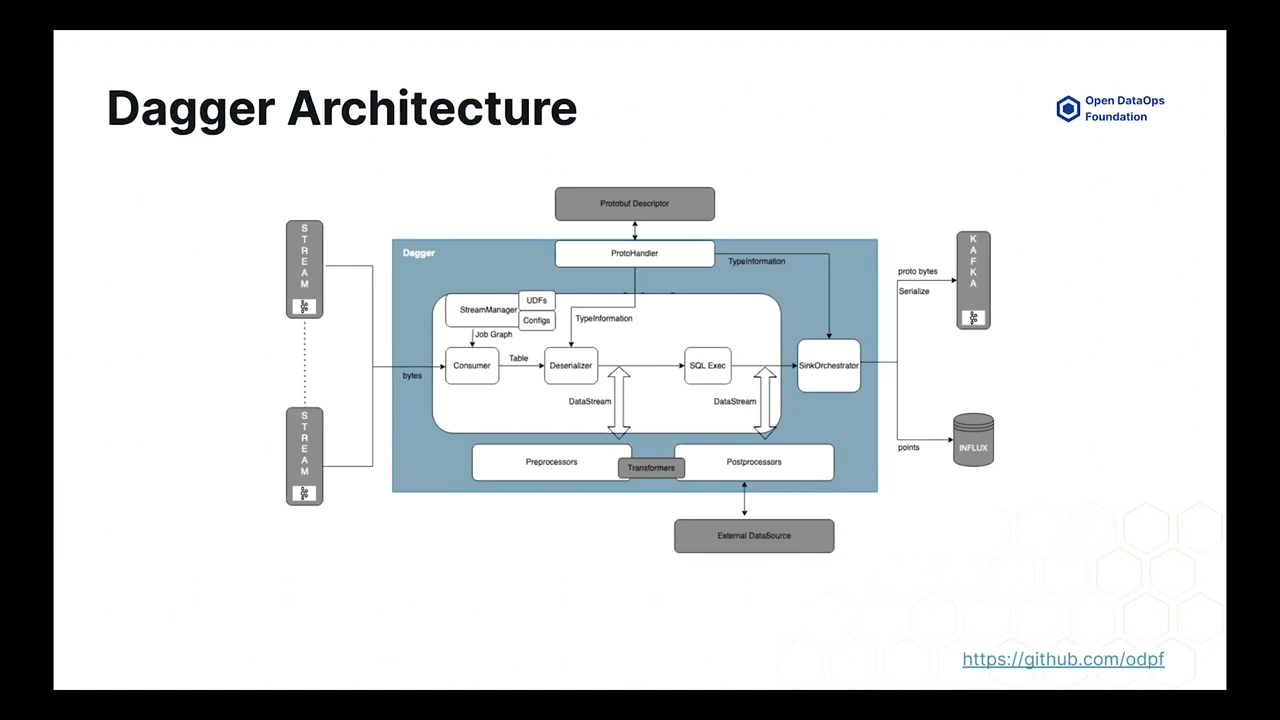 Dagger Architecture
Open DataOps
Foundation
Protobuf Descriptor
STREAM
KAFKA
Dagger
ProtoHandler
TypeInformation
proto bytes
Serialize
UDFs
StreamManager
Configs
TypeInformation
Job Graph
Table
Consumer
Deserializer
SQL Exec
SinkOrchestrator
bytes
DataStream
DataStream
STREAM
points
INFLUX
Preprocessors
Transformers
Postprocessors
External DataSource
https://github.com/odpf